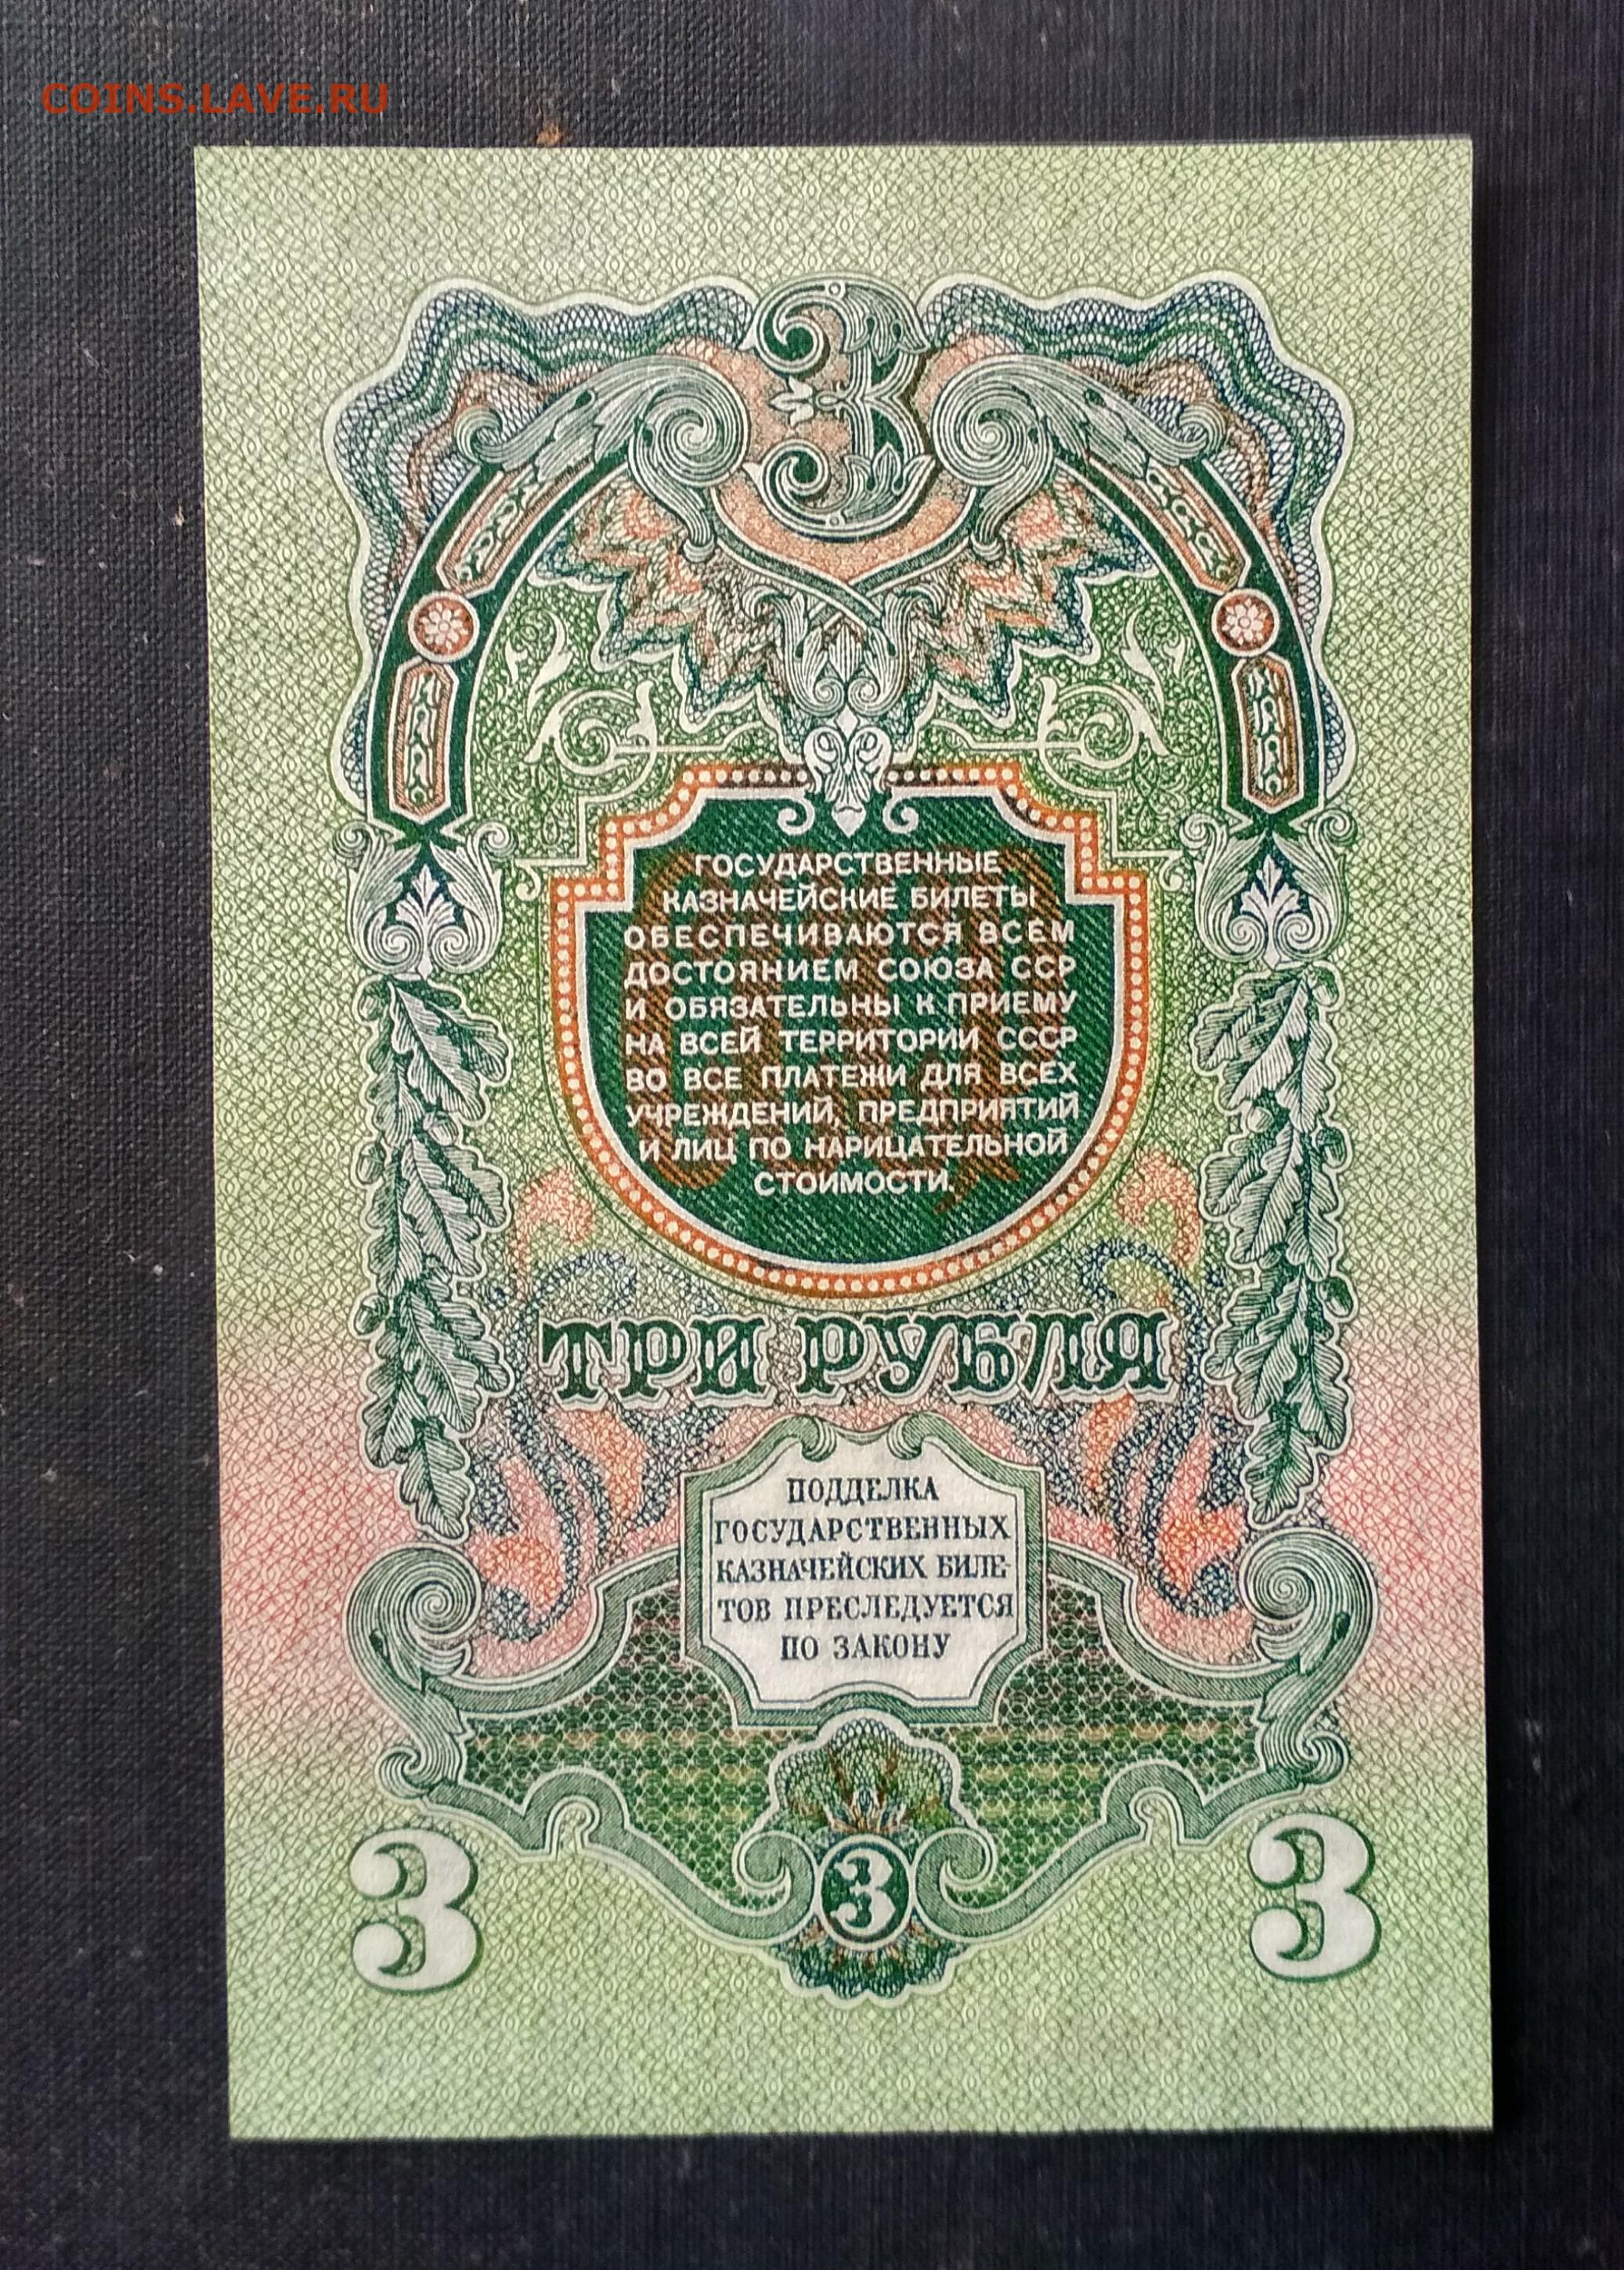 COINS.LAVE.RU
3
ГОСУДАРСТВЕННЫЕ
КАЗНАЧЕЙСКИЕ БИЛЕТЫ
ОБЕСПЕЧИВАЮТСЯ ВСЕМ
ДОСТОЯНИЕМ СОЮЗА ССР
И ОБЯЗАТЕЛЬНЫ К ПРИЕМУ
НА ВСЕЙ ТЕРРИТОРИИ СССР
ВО ВСЕ ПЛАТЕЖИ ДЛЯ ВСЕХ
УЧРЕЖДЕНИЙ, ПРЕДПРИЯТИЙ
И ЛИЦ ПО НАРИЦАТЕЛЬНОЙ
СТОИМОСТИ.
ТРИ РУБЛЯ
ПОДДЕЛКА
ГОСУДАРСТВЕННЫХ
КАЗНАЧЕЙСКИХ БИЛЕ-
ТОВ ПРЕСЛЕДУЕТСЯ
ПО ЗАКОНУ
3 3 3